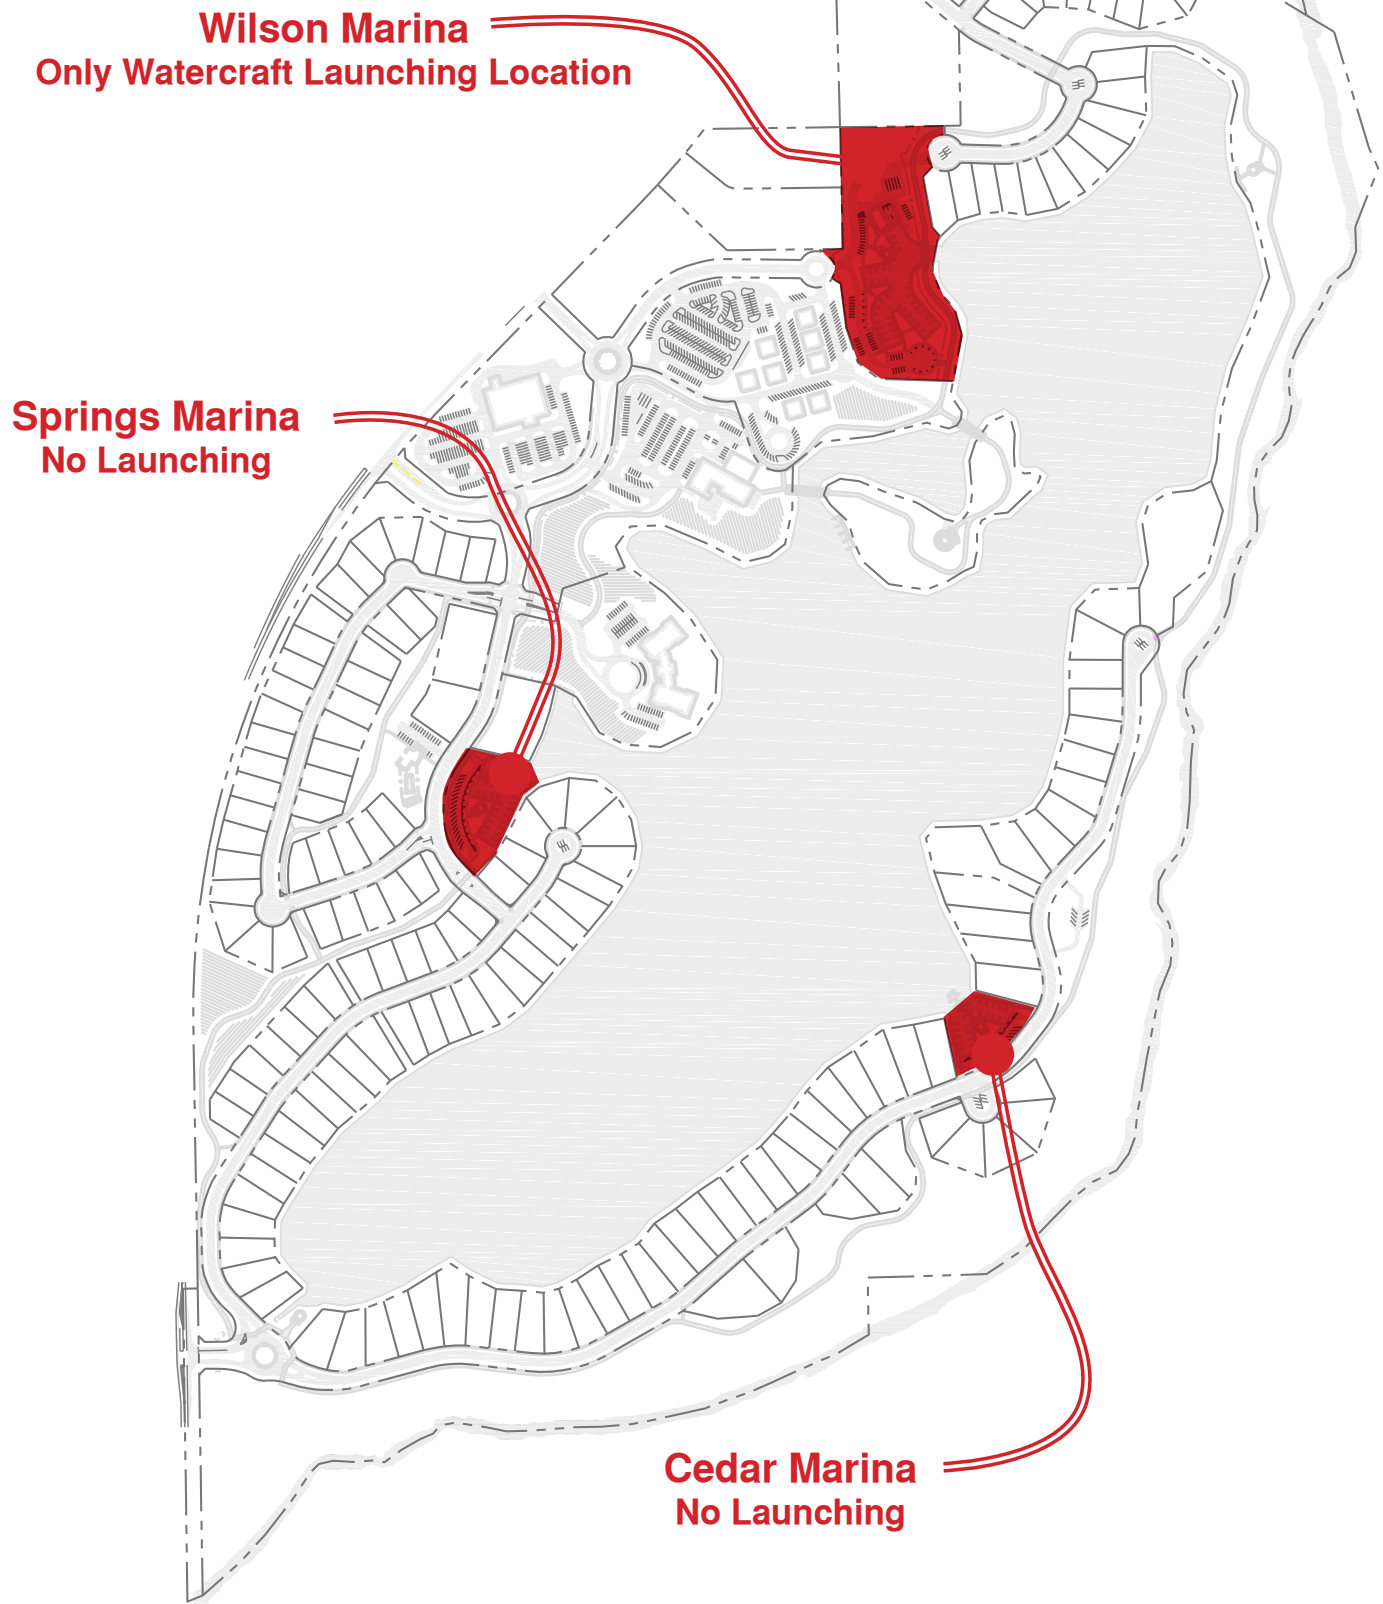 Wilson Marina
Only Watercraft Launching Location
Springs Marina
No Launching
Cedar Marina
No Launching